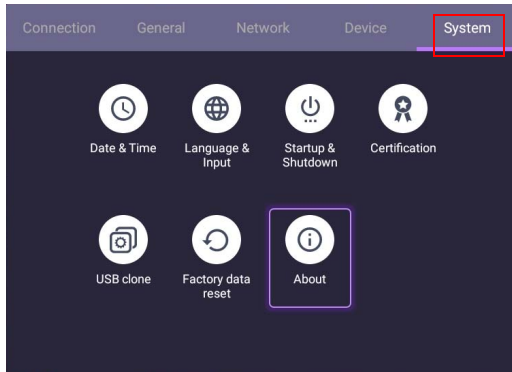 Connection General Network Device System
Date & Time Language & Input Startup & Shutdown Certification
USB clone Factory data reset About